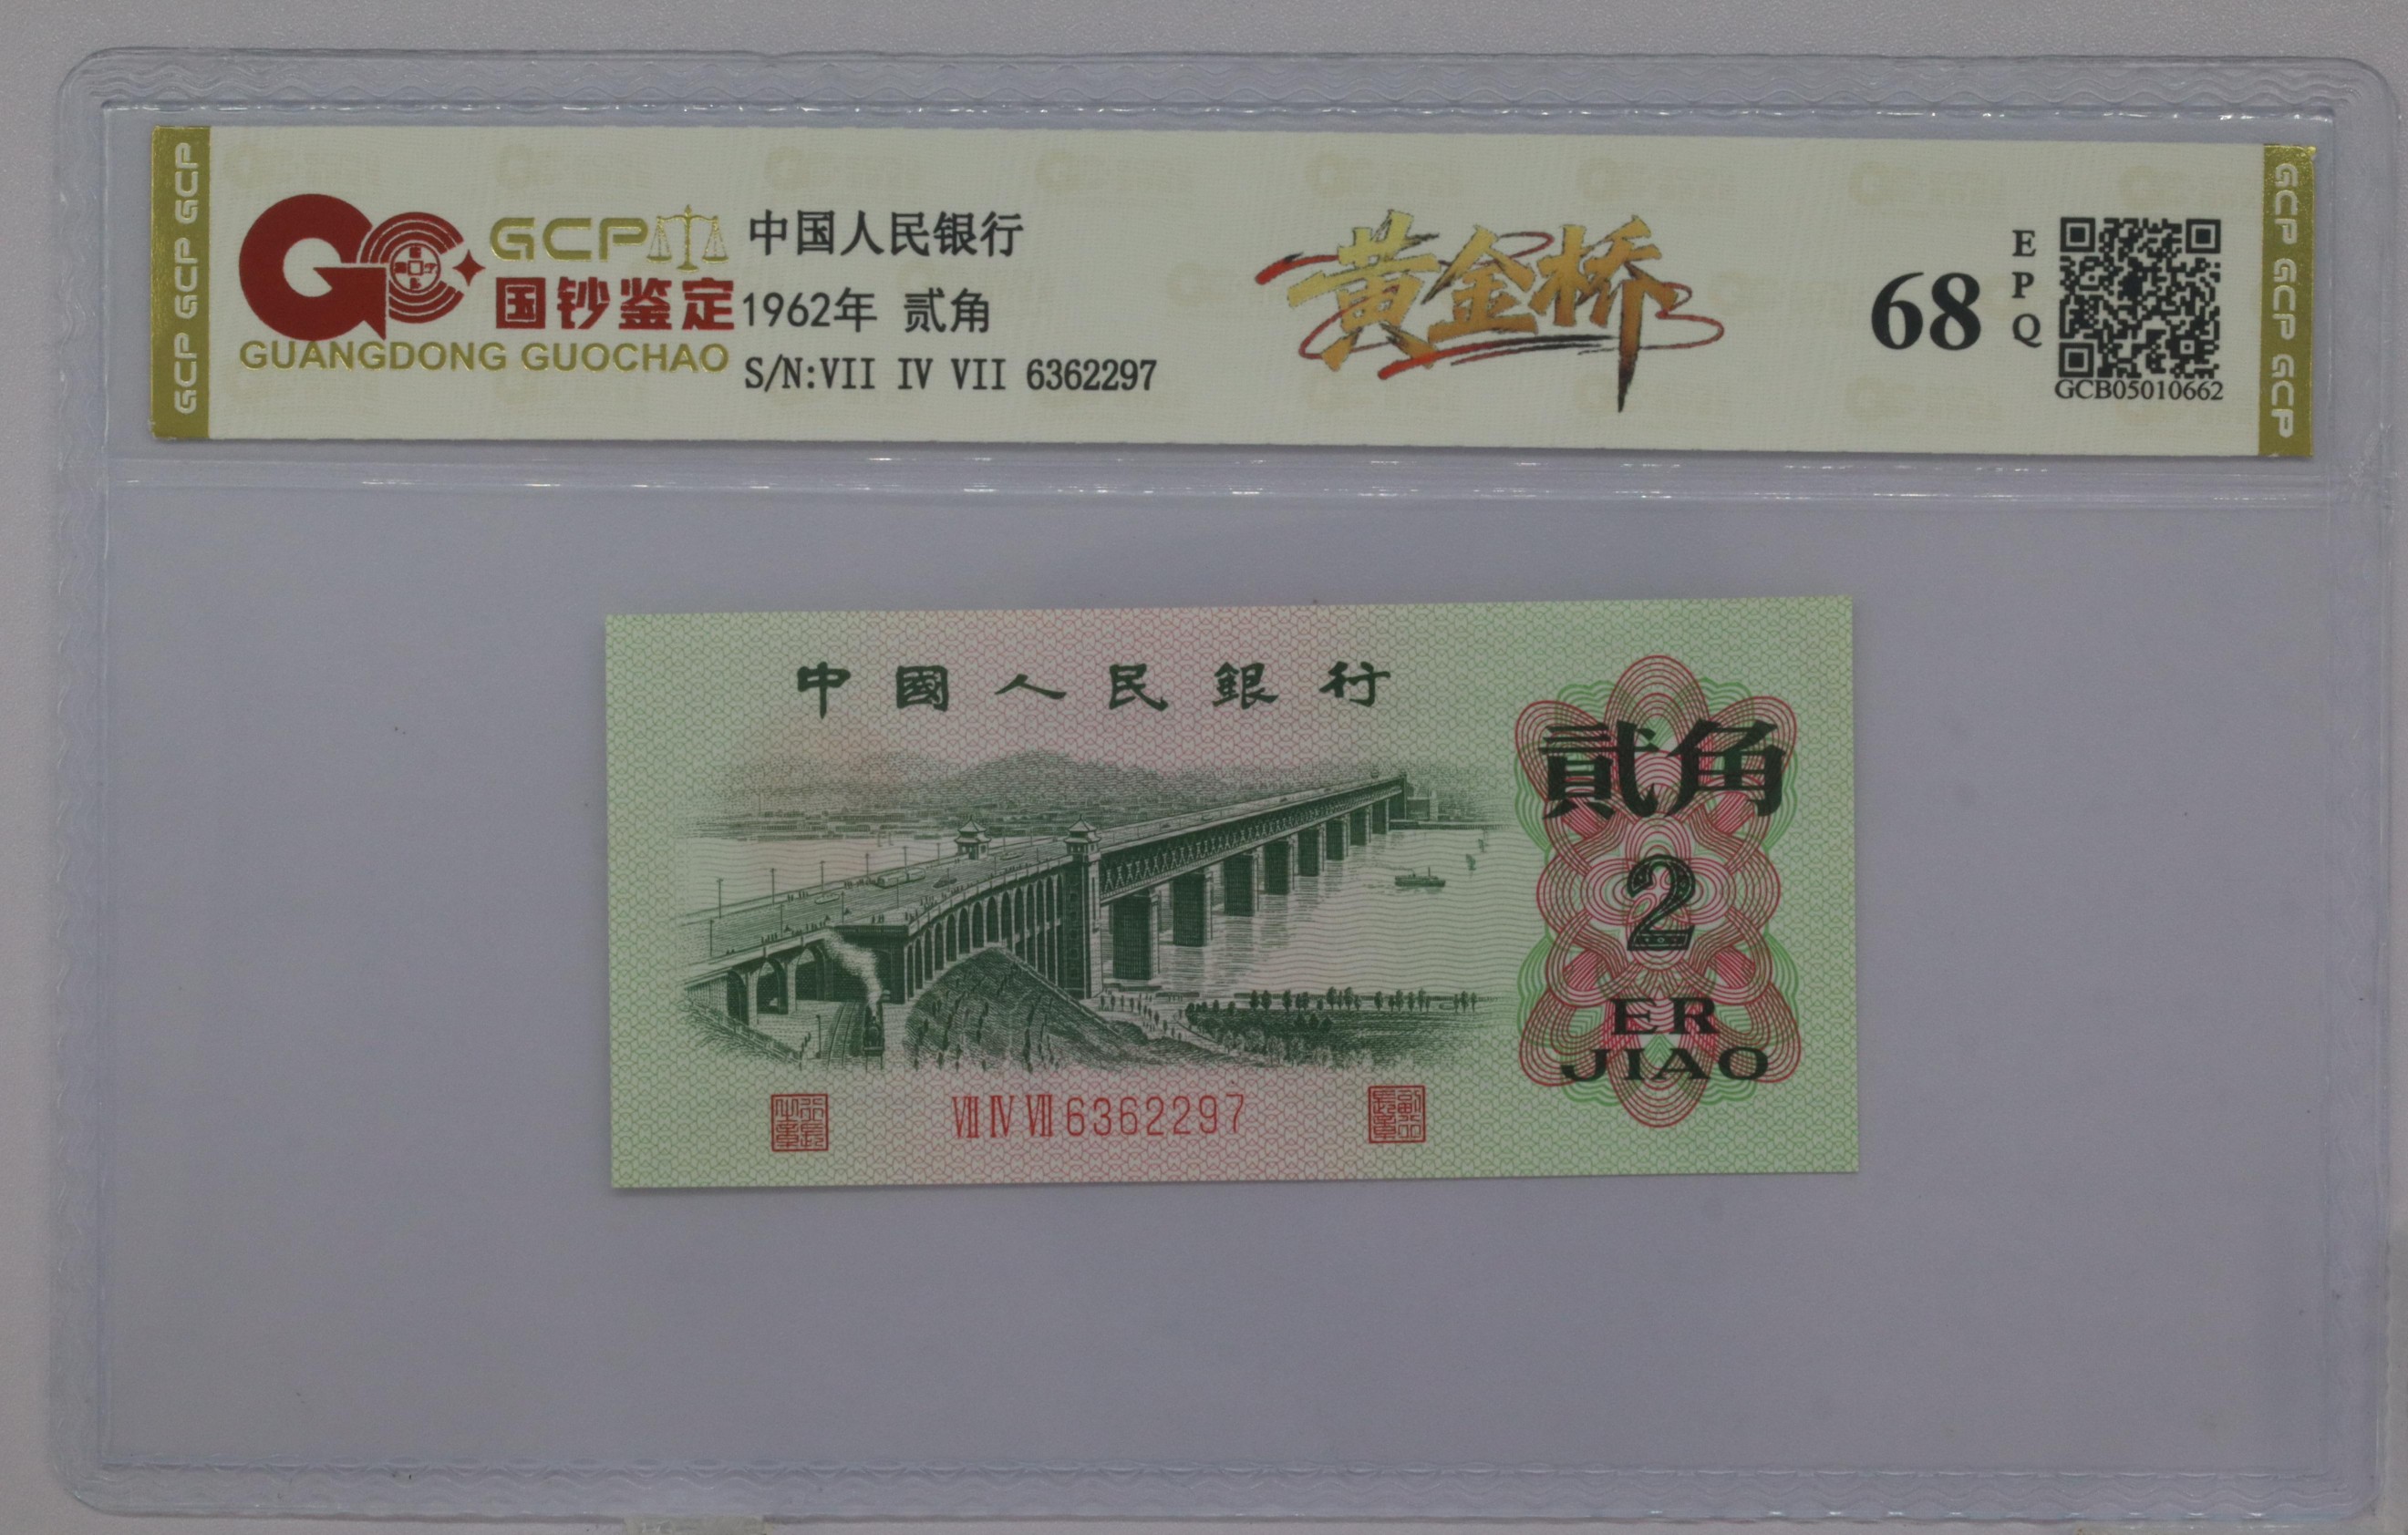 GCP GCP GCP
GCP
国钞鉴定
GUANGDONG GUOCHAO
中国人民银行
1962年 贰角
S/N:VII IV VII 6362297
黄金桥
68
EPQ
GCB05010662
GCP GCP GCP
中國人民銀行
貳角
2
ER
JIAO
VII IV VII 6362297